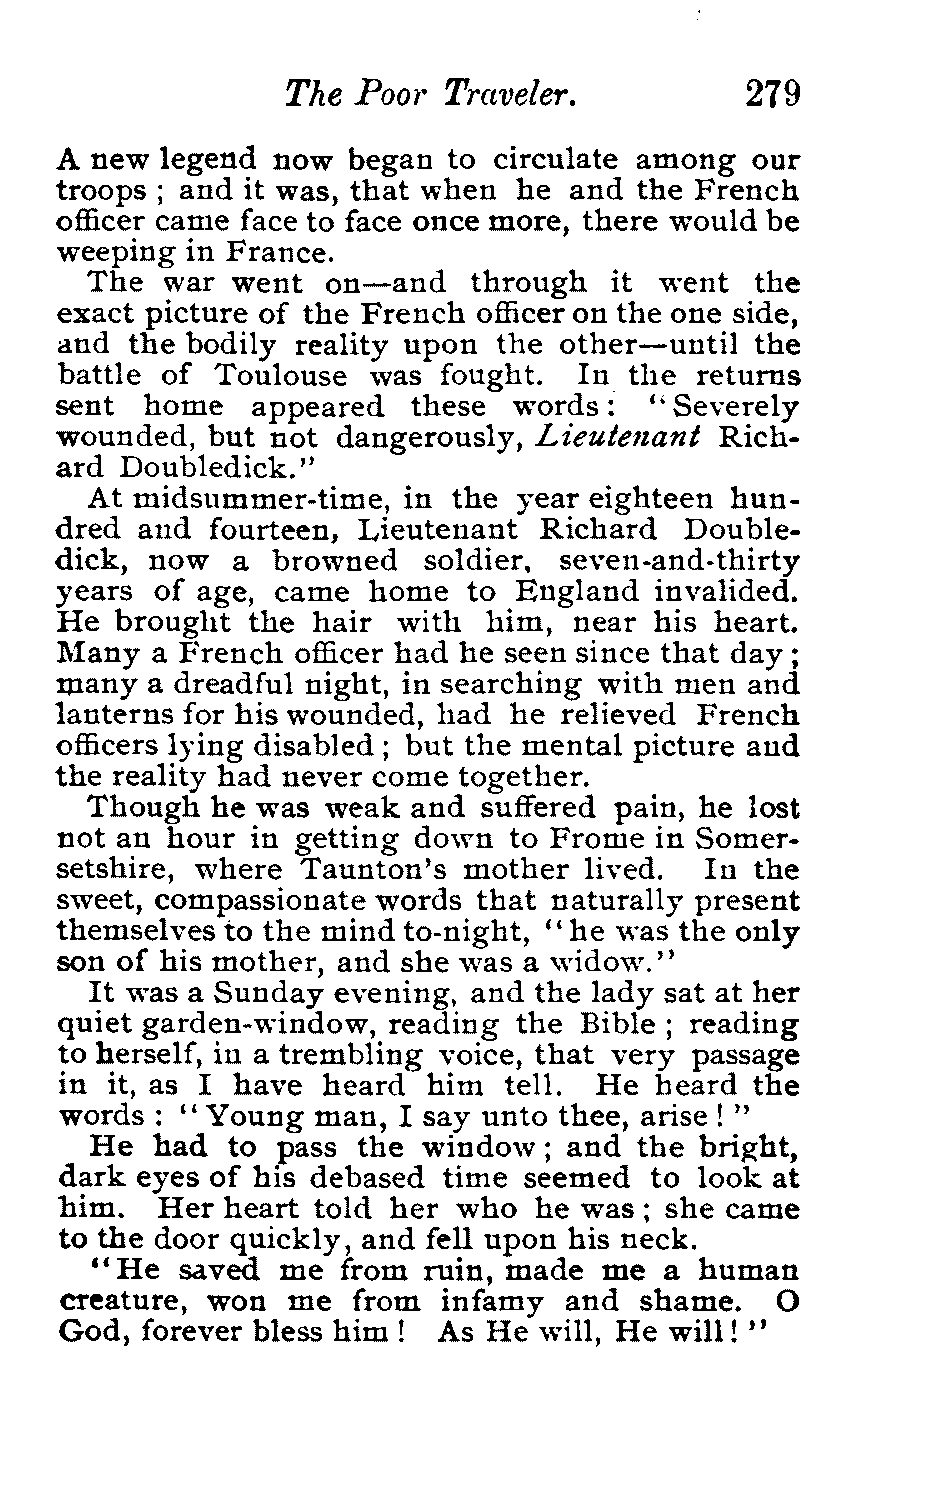 The Poor Traveler. 279
A new legend now began to circulate among our
troops ; and it was, that when he and the French
officer came face to face once more, there would be
weeping in France.
The war went on—and through it went the
exact picture of the French officer on the one side,
and the bodily reality upon the other—until the
battle of Toulouse was fought. In the returns
sent home appeared these words : “Severely
wounded, but not dangerously, Lieutenant Rich-
ard Doubledick.”
At midsummer-time, in the year eighteen hun-
dred and fourteen, Lieutenant Richard Double-
dick, now a browned soldier, seven-and-thirty
years of age, came home to England invalided.
He brought the hair with him, near his heart.
Many a French officer had he seen since that day ;
many a dreadful night, in searching with men and
lanterns for his wounded, had he relieved French
officers lying disabled ; but the mental picture and
the reality had never come together.
Though he was weak and suffered pain, he lost
not an hour in getting down to Frome in Somer-
setshire, where Taunton’s mother lived. In the
sweet, compassionate words that naturally present
themselves to the mind to-night, “he was the only
son of his mother, and she was a widow.”
It was a Sunday evening, and the lady sat at her
quiet garden-window, reading the Bible ; reading
to herself, in a trembling voice, that very passage
in it, as I have heard him tell. He heard the
words : “Young man, I say unto thee, arise ! ”
He had to pass the window ; and the bright,
dark eyes of his debased time seemed to look at
him. Her heart told her who he was ; she came
to the door quickly, and fell upon his neck.
“He saved me from ruin, made me a human
creature, won me from infamy and shame. O
God, forever bless him ! As He will, He will ! ”